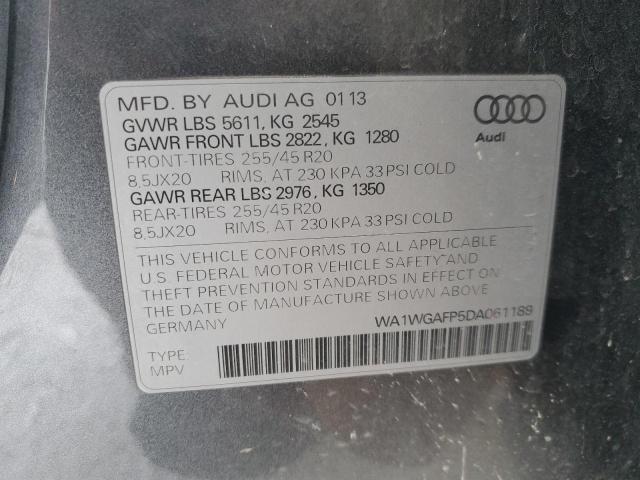 MFD. BY AUDI AG 01 13
GVWR LBS 5611, KG 2545
GAWR FRONT LBS 2822, KG 1280
FRONT-TIRES 255/45 R20
8,5JX20 RIMS, AT 230 KPA 33 PSI COLD
GAWR REAR LBS 2976, KG 1350
REAR-TIRES 255/45 R20
8,5JX20 RIMS, AT 230 KPA 33 PSI COLD
Audi
THIS VEHICLE CONFORMS TO ALL APPLICABLE
U.S. FEDERAL MOTOR VEHICLE SAFETY AND
THEFT PREVENTION STANDARDS IN EFFECT ON
THE DATE OF MANUFACTURE SHOWN ABOVE
GERMANY
WA1WGAFP5DA061189
TYPE:
MPV